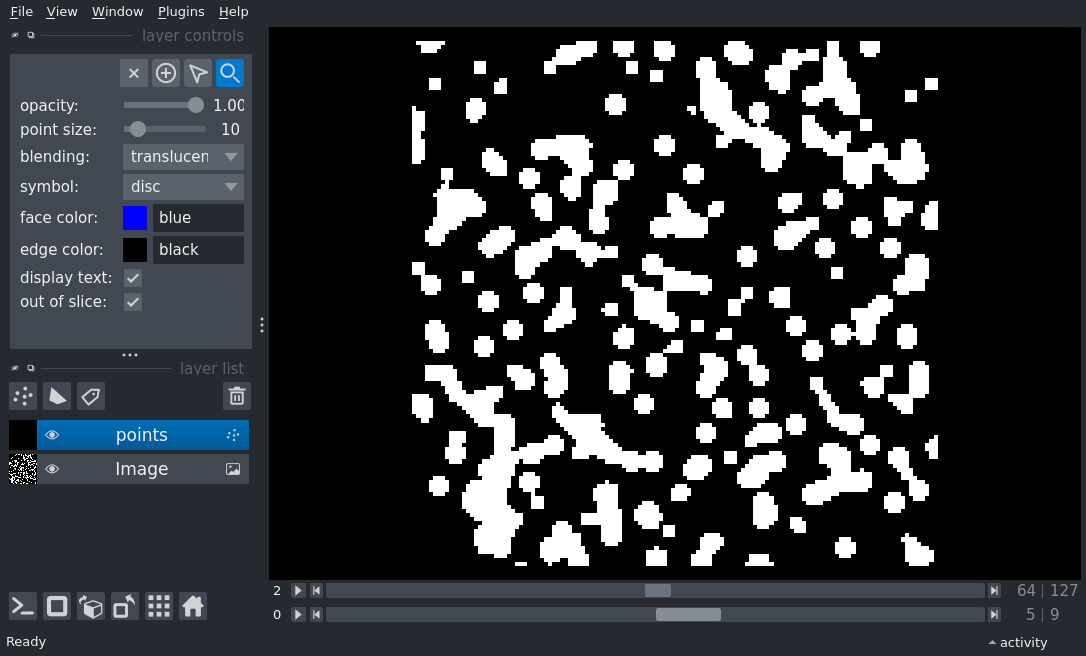 File View Window Plugins Help
layer controls
opacity: 1.00
point size: 10
blending: translucen
symbol: disc
face color: blue
edge color: black
display text:
out of slice:
layer list
points
Image
2 64 | 127
0 5 | 9
Ready activity